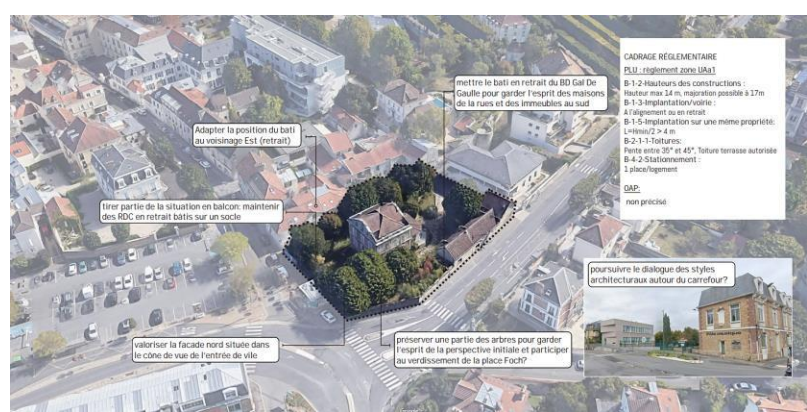 mettre le bati en retrait du BD Gal De
Gaulle pour garder l'esprit des maisons
de la rues et des immeubles au sud
Adapter la position du bati
au voisinage Est (retrait)
tirer partie de la situation en balcon: maintenir
des RDC en retrait bâtis sur un socle
valoriser la facade nord située dans
le cône de vue de l'entrée de vile
préserver une partie des arbres pour garder
l'esprit de la perspective initiale et participer
au verdissement de la place Foch?
CADRAGE RÉGLEMENTAIRE
PLU : règlement zone UAa1
B-1-2-Hauteurs des constructions :
Hauteur max 14 m, majoration possible à 17m
B-1-3-Implantation/voirie :
A l'alignement ou en retrait
B-1-5-Implantation sur une même propriété:
L=Hmin/2 > 4 m
B-2-1-1-Toitures:
Pente entre 35° et 45°, Toiture terrasse autorisée
B-4-2-Stationnement :
1 place/logement
OAP:
non précisé
poursuivre le dialogue des styles
architecturaux autour du carrefour?